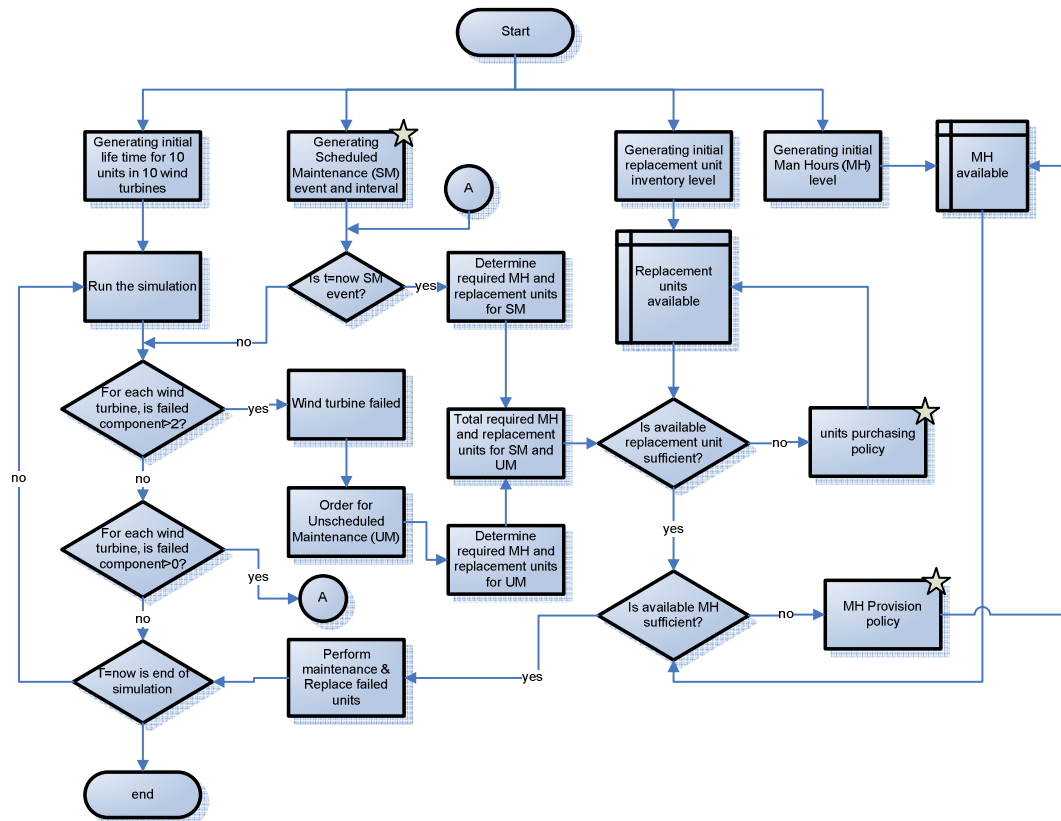 Start
Generating initial
life time for 10
units in 10 wind
turbines
Generating
Scheduled
Maintenance (SM)
event and interval
A
Generating initial
replacement unit
inventory level
Generating initial
Man Hours (MH)
level
MH
available
Run the simulation
Is t=now SM
event?
yes
Determine
required MH and
replacement units
for SM
Replacement
units
available
no
For each wind
turbine, is failed
component>2?
yes
Wind turbine failed
Total required MH
and replacement
units for SM and
UM
Is available
replacement unit
sufficient?
no
units purchasing
policy
no
no
Order for
Unscheduled
Maintenance (UM)
Determine
required MH and
replacement units
for UM
yes
For each wind
turbine, is failed
component>0?
yes
A
Is available MH
sufficient?
no
MH Provision
policy
no
T=now is end of
simulation
Perform
maintenance &
Replace failed
units
yes
end